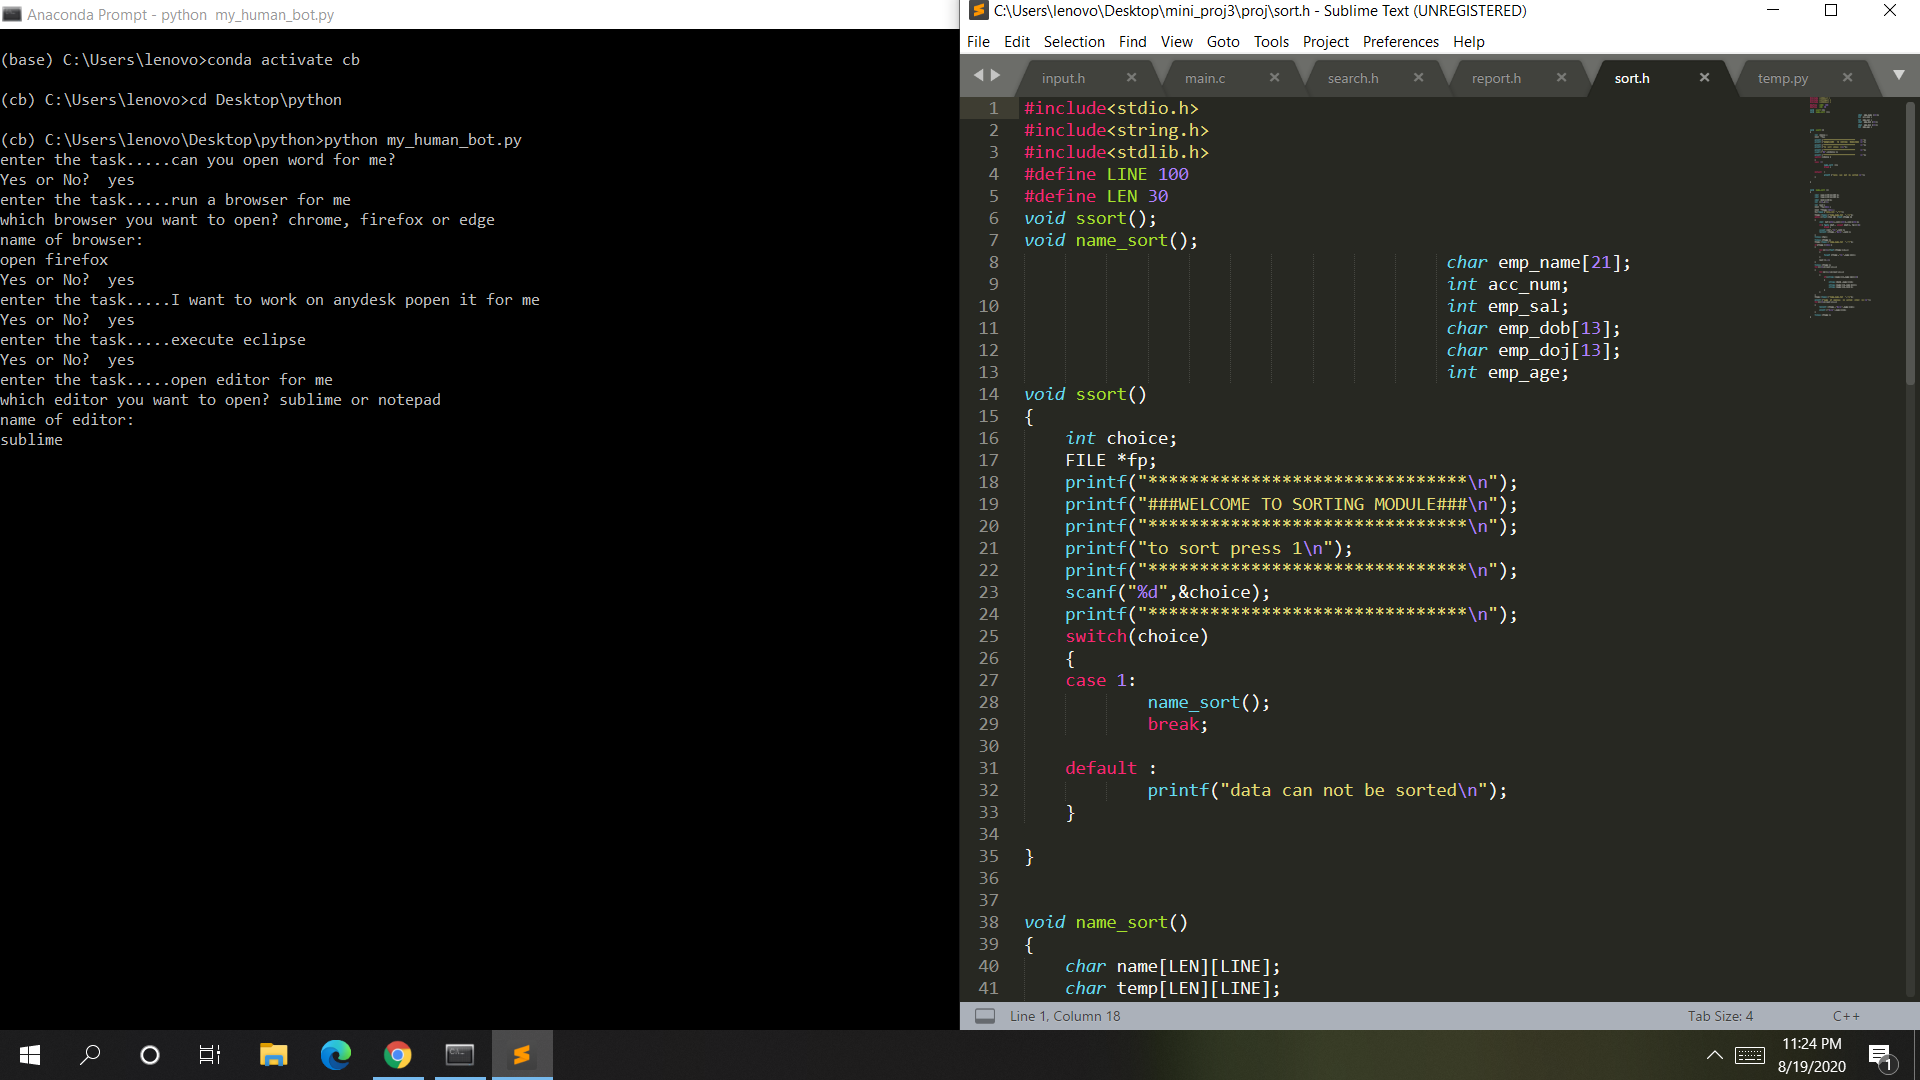 Anaconda Prompt - python  my_human_bot.py
(base) C:\Users\lenovo>conda activate cb
(cb) C:\Users\lenovo>cd Desktop\python
(cb) C:\Users\lenovo\Desktop\python>python my_human_bot.py
enter the task.....can you open word for me?
Yes or No?  yes
enter the task.....run a browser for me
which browser you want to open? chrome, firefox or edge
name of browser:
open firefox
Yes or No?  yes
enter the task.....I want to work on anydesk popen it for me
Yes or No?  yes
enter the task.....execute eclipse
Yes or No?  yes
enter the task.....open editor for me
which editor you want to open? sublime or notepad
name of editor:
sublime
C:\Users\lenovo\Desktop\mini_proj3\proj\sort.h - Sublime Text (UNREGISTERED)
File Edit Selection Find View Goto Tools Project Preferences Help
input.h main.c search.h report.h sort.h temp.py
1 #include<stdio.h>
2 #include<string.h>
3 #include<stdlib.h>
4 #define LINE 100
5 #define LEN 30
6 void ssort();
7 void name_sort();
8 char emp_name[21];
9 int acc_num;
10 int emp_sal;
11 char emp_dob[13];
12 char emp_doj[13];
13 int emp_age;
14 void ssort()
15 {
16 int choice;
17 FILE *fp;
18 printf("*******************************\n");
19 printf("###WELCOME TO SORTING MODULE###\n");
20 printf("*******************************\n");
21 printf("to sort press 1\n");
22 printf("*******************************\n");
23 scanf("%d",&choice);
24 printf("*******************************\n");
25 switch(choice)
26 {
27 case 1:
28 name_sort();
29 break;
30
31 default :
32 printf("data can not be sorted\n");
33 }
34
35 }
36
37
38 void name_sort()
39 {
40 char name[LEN][LINE];
41 char temp[LEN][LINE];
Line 1, Column 18 Tab Size: 4 C++
11:24 PM
8/19/2020
1